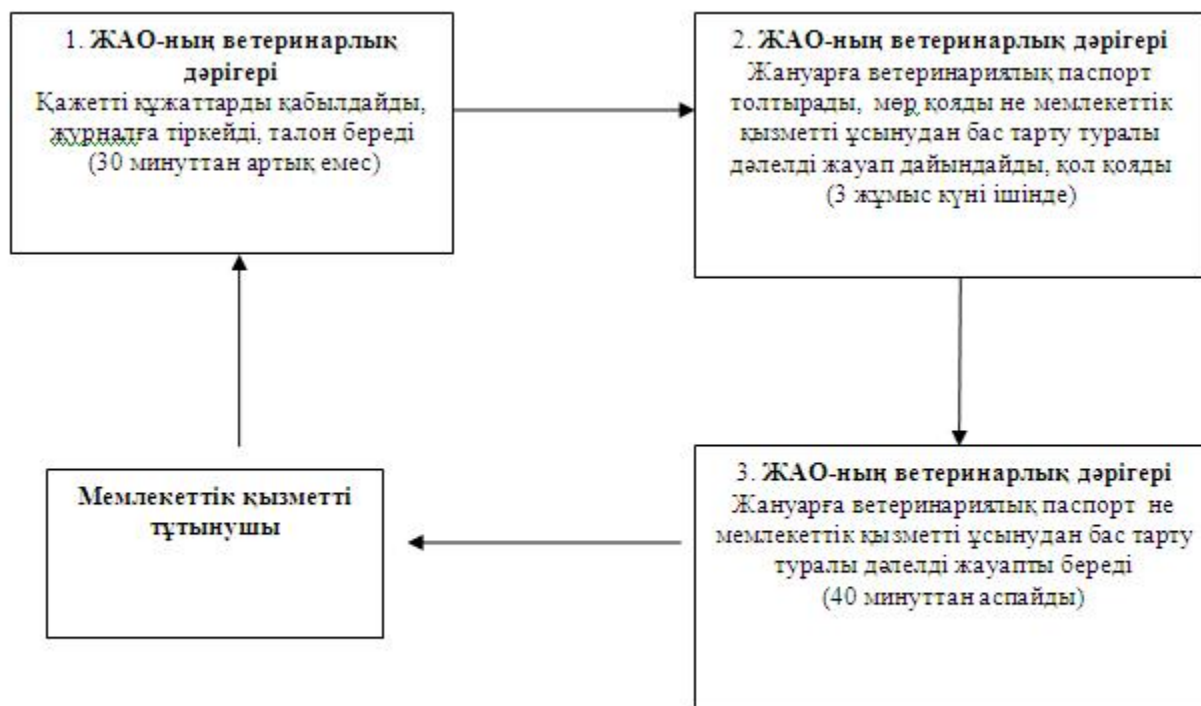 1. ЖАО-ның ветеринарлық
дәрігері
Қажетті құжаттарды қабылдайды,
журналға тіркейді, талон береді
(30 минуттан артық емес)
2. ЖАО-ның ветеринарлық дәрігері
Жануарға ветеринариялық паспорт
толтырады, мөр қояды не мемлекеттік
қызметті ұсынудан бас тарту туралы
дәлелді жауап дайындайды, қол қояды
(3 жұмыс күні ішінде)
Мемлекеттік қызметті
тұтынушы
3. ЖАО-ның ветеринарлық дәрігері
Жануарға ветеринариялық паспорт не
мемлекеттік қызметті ұсынудан бас тарту
туралы дәлелді жауапты береді
(40 минуттан аспайды)